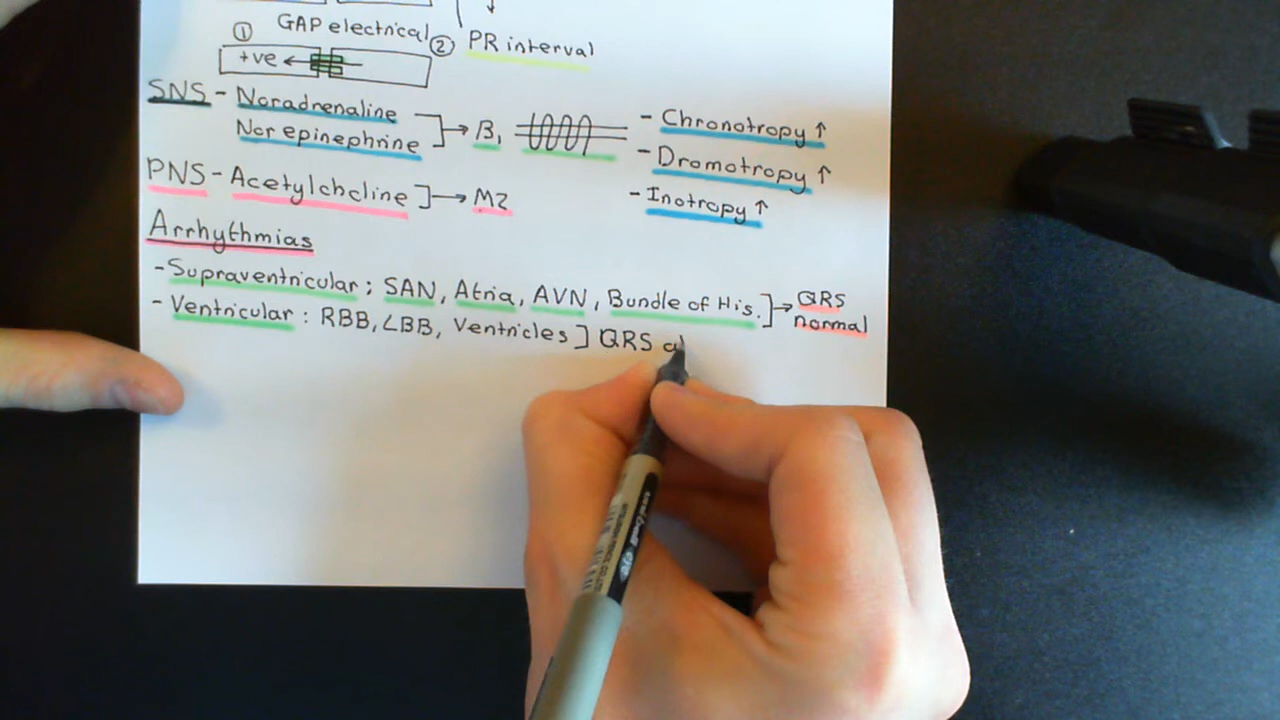 ① GAP electrical
② PR interval
+ve ←
SNS - Noradrenaline
Norepinephrine ] → β₁
- Chronotropy ↑
- Dromotropy ↑
- Inotropy ↑
PNS - Acetylcholine ] → M2
Arrhythmias
- Supraventricular ; SAN, Atria, AVN, Bundle of His. ] → QRS normal
- Ventricular : RBB, LBB, Ventricles ] QRS